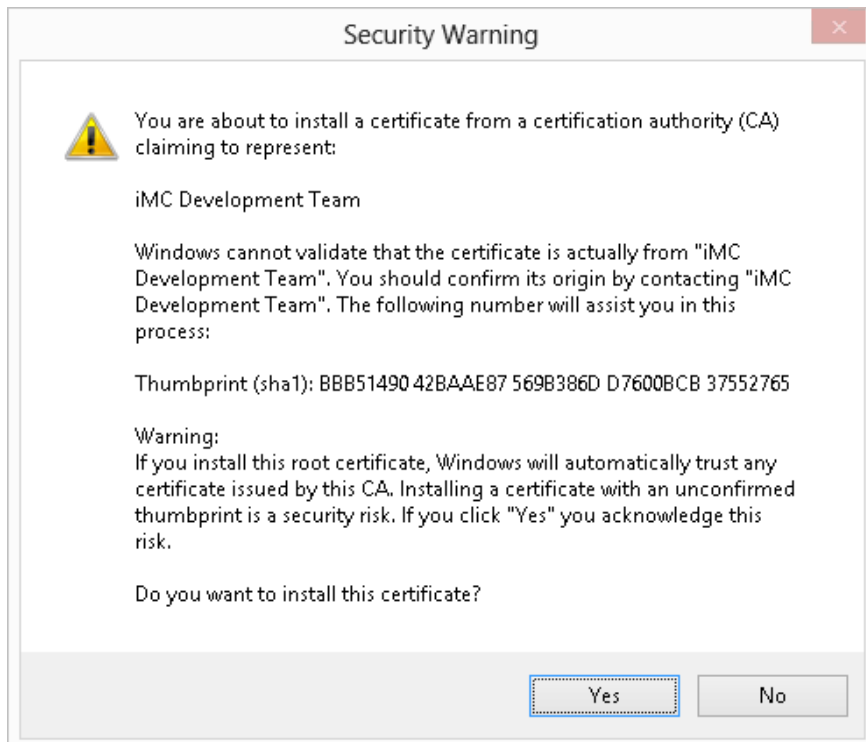 Security Warning
You are about to install a certificate from a certification authority (CA)
claiming to represent:
iMC Development Team
Windows cannot validate that the certificate is actually from "iMC
Development Team". You should confirm its origin by contacting "iMC
Development Team". The following number will assist you in this
process:
Thumbprint (sha1): BBB51490 42BAAE87 569B386D D7600BCB 37552765
Warning:
If you install this root certificate, Windows will automatically trust any
certificate issued by this CA. Installing a certificate with an unconfirmed
thumbprint is a security risk. If you click "Yes" you acknowledge this
risk.
Do you want to install this certificate?
Yes
No